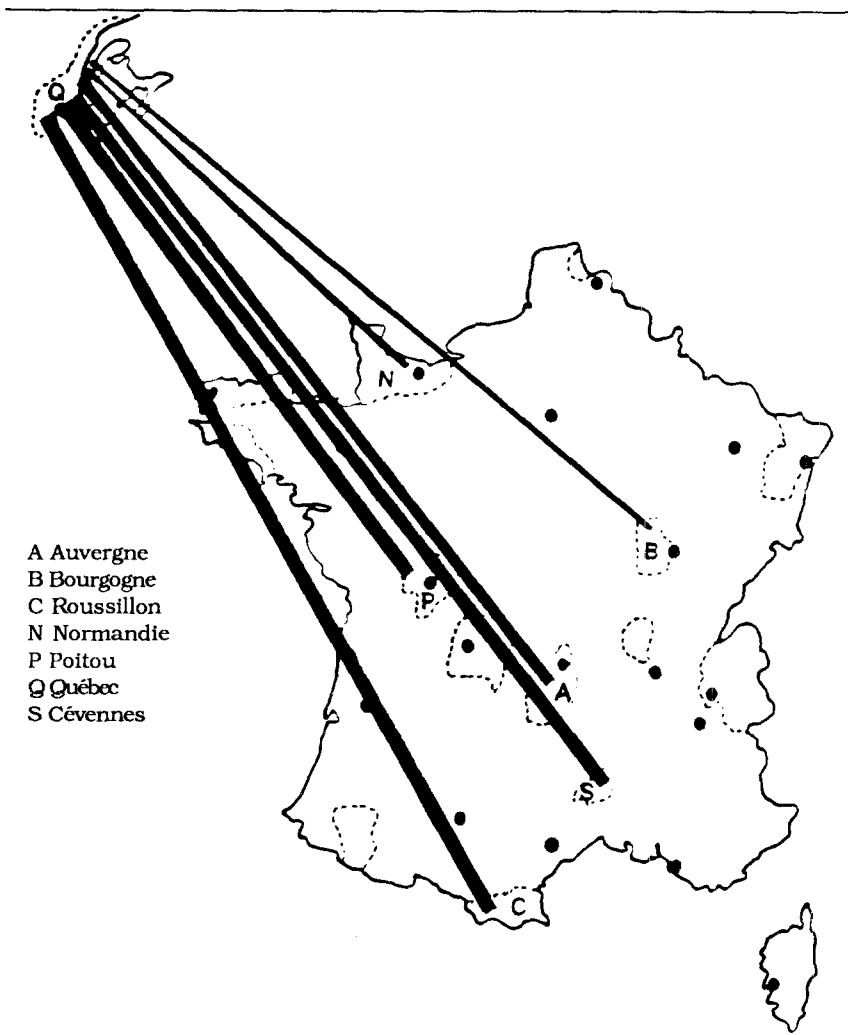 Q
N
B
P
A
S
C
A Auvergne
B Bourgogne
C Roussillon
N Normandie
P Poitou
Q Québec
S Cévennes